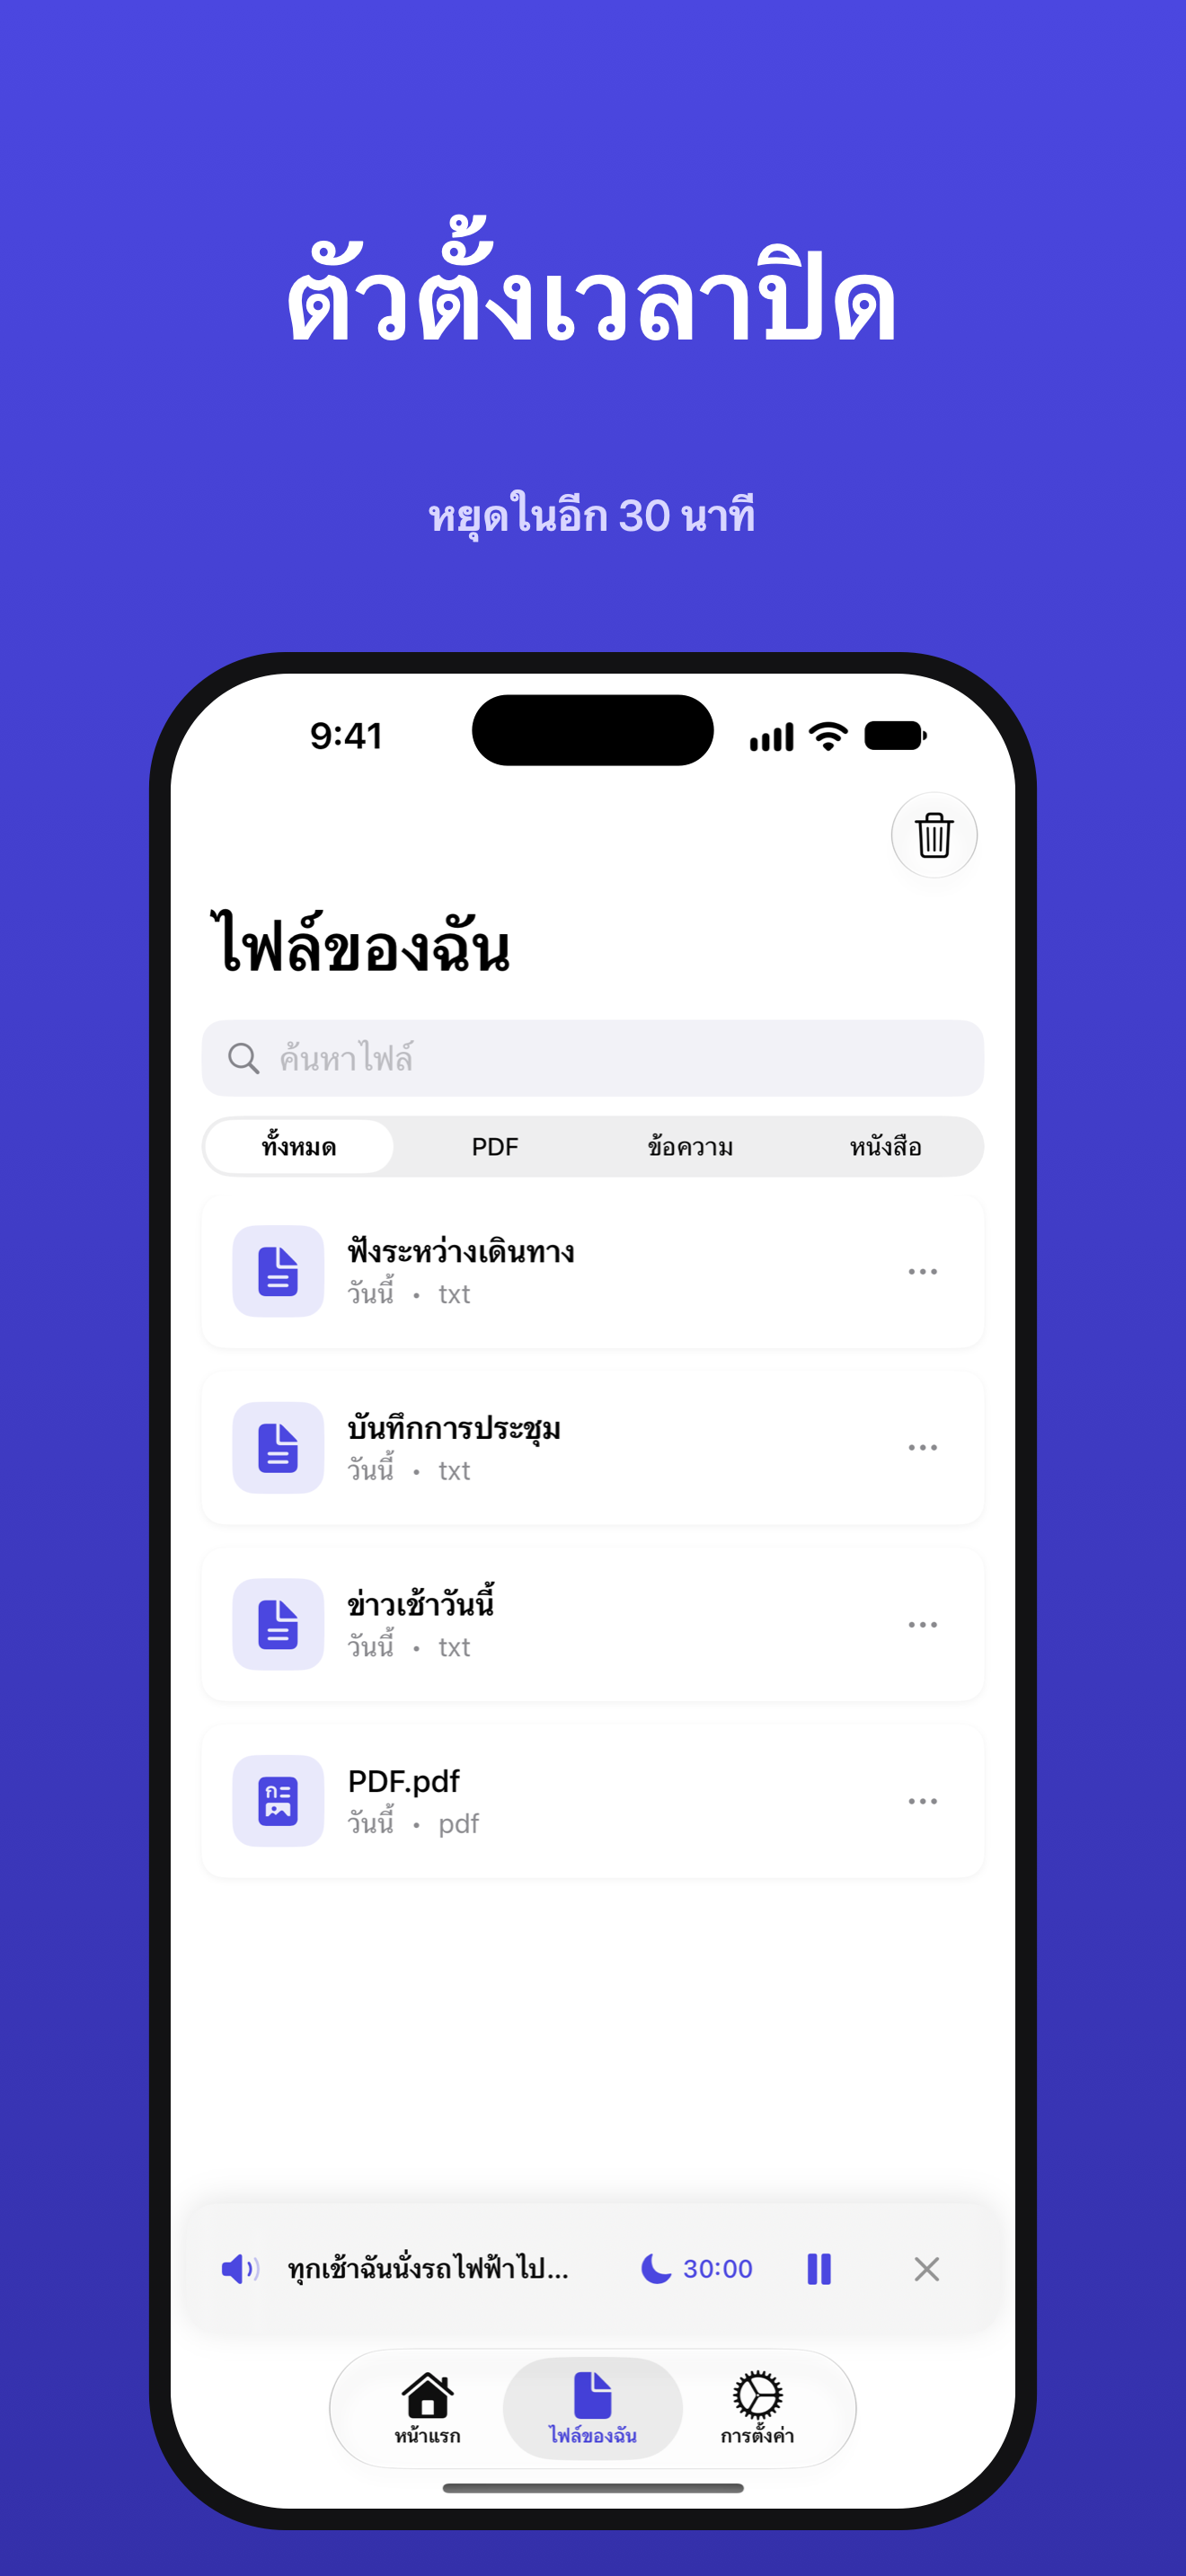 ตัวตั้งเวลาปิด
หยุดในอีก 30 นาที
9:41
ไฟล์ของฉัน
ค้นหาไฟล์
ทั้งหมด PDF ข้อความ หนังสือ
ฟังระหว่างเดินทาง
วันนี้ • txt
บันทึกการประชุม
วันนี้ • txt
ข่าวเช้าวันนี้
วันนี้ • txt
PDF.pdf
วันนี้ • pdf
ทุกเช้าฉันนั่งรถไฟฟ้าไป... 30:00
หน้าแรก ไฟล์ของฉัน การตั้งค่า